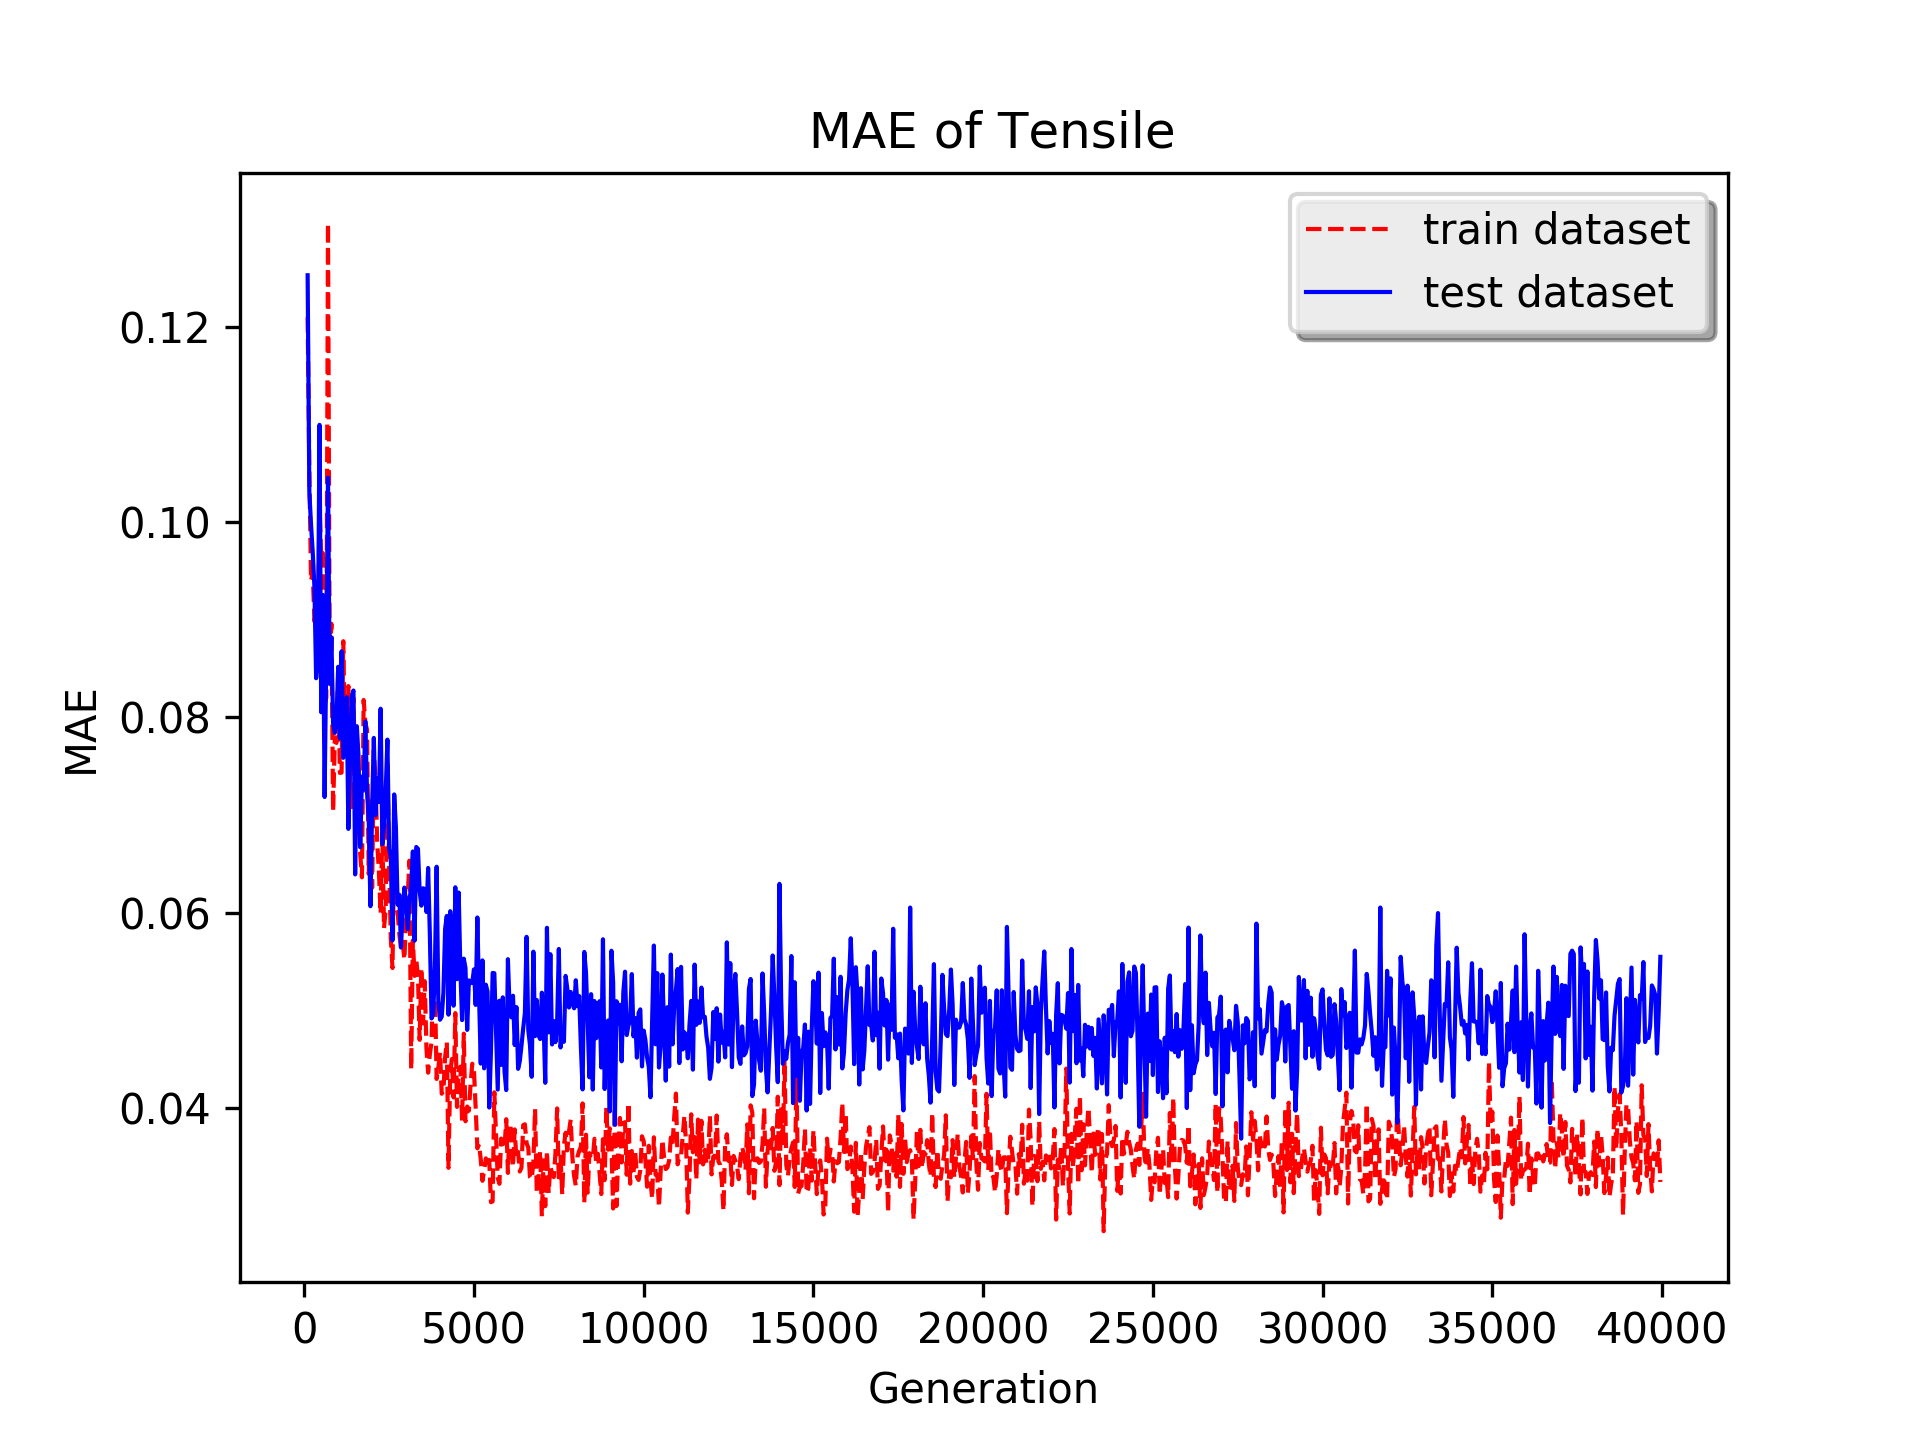 MAE of Tensile
train dataset
test dataset
0.12
0.10
0.08
0.06
0.04
MAE
0 5000 10000 15000 20000 25000 30000 35000 40000
Generation